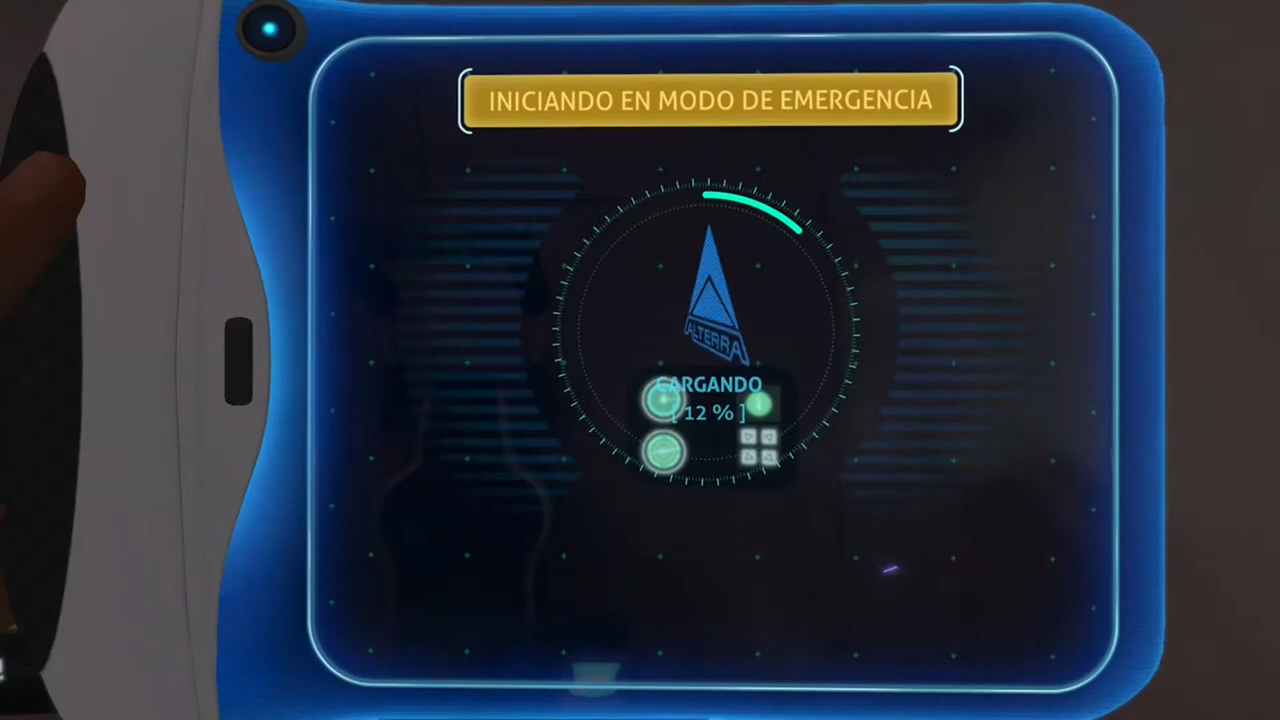 INICIANDO EN MODO DE EMERGENCIA
ALTERRA
CARGANDO
[ 12 % ]